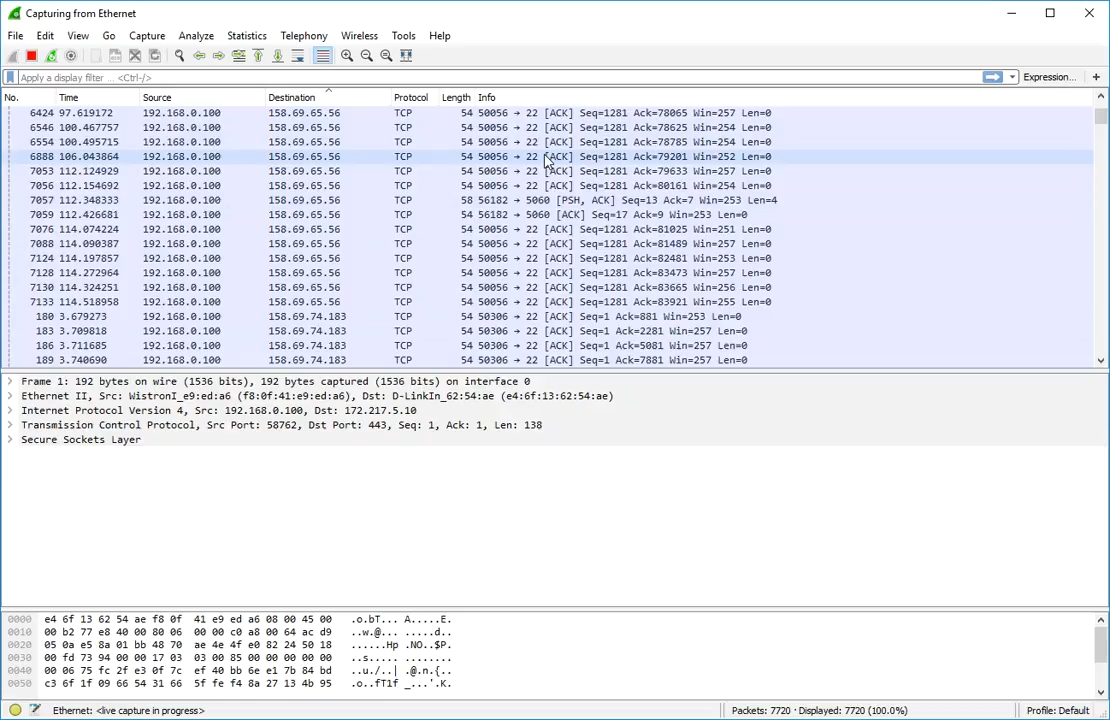 Capturing from Ethernet
File Edit View Go Capture Analyze Statistics Telephony Wireless Tools Help
Apply a display filter ... <Ctrl-/> Expression... +
No. Time Source Destination Protocol Length Info
6424 97.619172 192.168.0.100 158.69.65.56 TCP 54 50056 → 22 [ACK] Seq=1281 Ack=78065 Win=257 Len=0
6546 100.467757 192.168.0.100 158.69.65.56 TCP 54 50056 → 22 [ACK] Seq=1281 Ack=78625 Win=254 Len=0
6554 100.495715 192.168.0.100 158.69.65.56 TCP 54 50056 → 22 [ACK] Seq=1281 Ack=78785 Win=254 Len=0
6888 106.043864 192.168.0.100 158.69.65.56 TCP 54 50056 → 22 [ACK] Seq=1281 Ack=79201 Win=252 Len=0
7053 112.124929 192.168.0.100 158.69.65.56 TCP 54 50056 → 22 [ACK] Seq=1281 Ack=79633 Win=257 Len=0
7056 112.154692 192.168.0.100 158.69.65.56 TCP 54 50056 → 22 [ACK] Seq=1281 Ack=80161 Win=254 Len=0
7057 112.348333 192.168.0.100 158.69.65.56 TCP 58 56182 → 5060 [PSH, ACK] Seq=13 Ack=7 Win=253 Len=4
7059 112.426681 192.168.0.100 158.69.65.56 TCP 54 56182 → 5060 [ACK] Seq=17 Ack=9 Win=253 Len=0
7076 114.074224 192.168.0.100 158.69.65.56 TCP 54 50056 → 22 [ACK] Seq=1281 Ack=81025 Win=251 Len=0
7088 114.090387 192.168.0.100 158.69.65.56 TCP 54 50056 → 22 [ACK] Seq=1281 Ack=81489 Win=257 Len=0
7124 114.197857 192.168.0.100 158.69.65.56 TCP 54 50056 → 22 [ACK] Seq=1281 Ack=82481 Win=253 Len=0
7128 114.272964 192.168.0.100 158.69.65.56 TCP 54 50056 → 22 [ACK] Seq=1281 Ack=83473 Win=257 Len=0
7130 114.324251 192.168.0.100 158.69.65.56 TCP 54 50056 → 22 [ACK] Seq=1281 Ack=83665 Win=256 Len=0
7133 114.518958 192.168.0.100 158.69.65.56 TCP 54 50056 → 22 [ACK] Seq=1281 Ack=83921 Win=255 Len=0
180 3.679273 192.168.0.100 158.69.74.183 TCP 54 50306 → 22 [ACK] Seq=1 Ack=881 Win=253 Len=0
183 3.709818 192.168.0.100 158.69.74.183 TCP 54 50306 → 22 [ACK] Seq=1 Ack=2281 Win=257 Len=0
186 3.711685 192.168.0.100 158.69.74.183 TCP 54 50306 → 22 [ACK] Seq=1 Ack=5081 Win=257 Len=0
189 3.740690 192.168.0.100 158.69.74.183 TCP 54 50306 → 22 [ACK] Seq=1 Ack=7881 Win=257 Len=0
Frame 1: 192 bytes on wire (1536 bits), 192 bytes captured (1536 bits) on interface 0
Ethernet II, Src: WistronI_e9:ed:a6 (f8:0f:41:e9:ed:a6), Dst: D-LinkIn_62:54:ae (e4:6f:13:62:54:ae)
Internet Protocol Version 4, Src: 192.168.0.100, Dst: 172.217.5.10
Transmission Control Protocol, Src Port: 58762, Dst Port: 443, Seq: 1, Ack: 1, Len: 138
Secure Sockets Layer
0000 e4 6f 13 62 54 ae f8 0f 41 e9 ed a6 08 00 45 00 .o.bT... A.....E.
0010 00 b2 77 e8 40 00 80 06 00 00 c0 a8 00 64 ac d9 ..w.@... .....d..
0020 05 0a e5 8a 01 bb 48 70 ae 4e 4f e0 82 24 50 18 ......Hp .NO..$P.
0030 00 fd 73 94 00 00 17 03 03 00 85 00 00 00 00 00 ..s..... ........
0040 00 06 75 fc 2f e3 0f 7c ef 40 bb 6e e1 7b 84 bd ..u./..| .@.n.{..
0050 c3 6f 1f 09 66 54 31 66 5f fe f4 8a 27 13 4b 95 .o..fT1f _...'.K.
Ethernet: <live capture in progress> Packets: 7720 · Displayed: 7720 (100.0%) Profile: Default